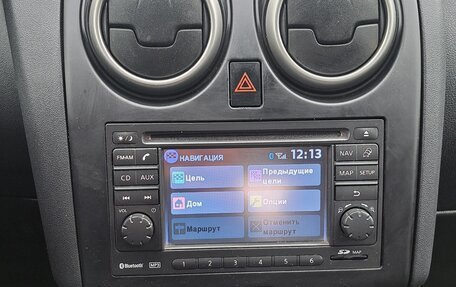 НАВИГАЦИЯ 12:13
FM·AM NAV
Цель Предыдущие
цели
CD AUX MAP SETUP
Дом Опции
VOL
Маршрут Отменить
маршрут
Bluetooth MP3 1 2 3 4 5 6 SD MAP